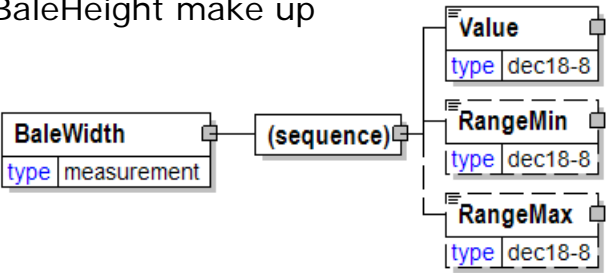 BaleHeight make up
Value
type dec18-8
BaleWidth
type measurement
(sequence)
RangeMin
type dec18-8
RangeMax
type dec18-8